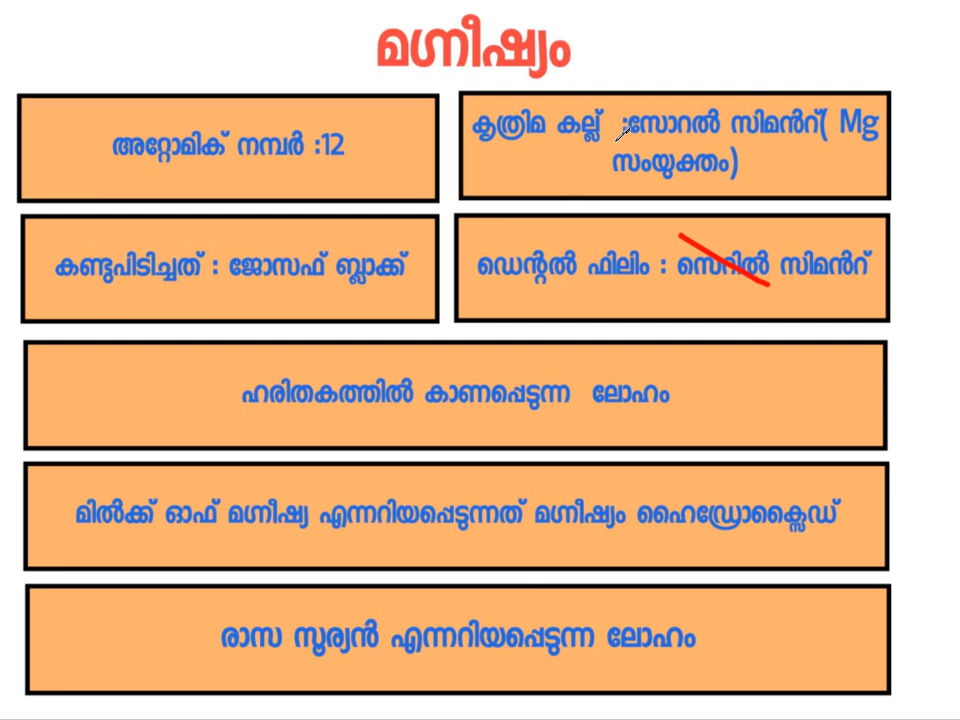 മഗ്നീഷ്യം
അറ്റോമിക് നമ്പർ :12
കൃത്രിമ കല്ല് :സോറൽ സിമൻറ്( Mg
സംയുക്തം)
കണ്ടുപിടിച്ചത് : ജോസഫ് ബ്ലാക്ക്
ഡെന്റൽ ഫിലിം : സെറിൽ സിമൻറ്
ഹരിതകത്തിൽ കാണപ്പെടുന്ന ലോഹം
മിൽക്ക് ഓഫ് മഗ്നീഷ്യ എന്നറിയപ്പെടുന്നത് മഗ്നീഷ്യം ഹൈഡ്രോക്സൈഡ്
രാസ സൂര്യൻ എന്നറിയപ്പെടുന്ന ലോഹം